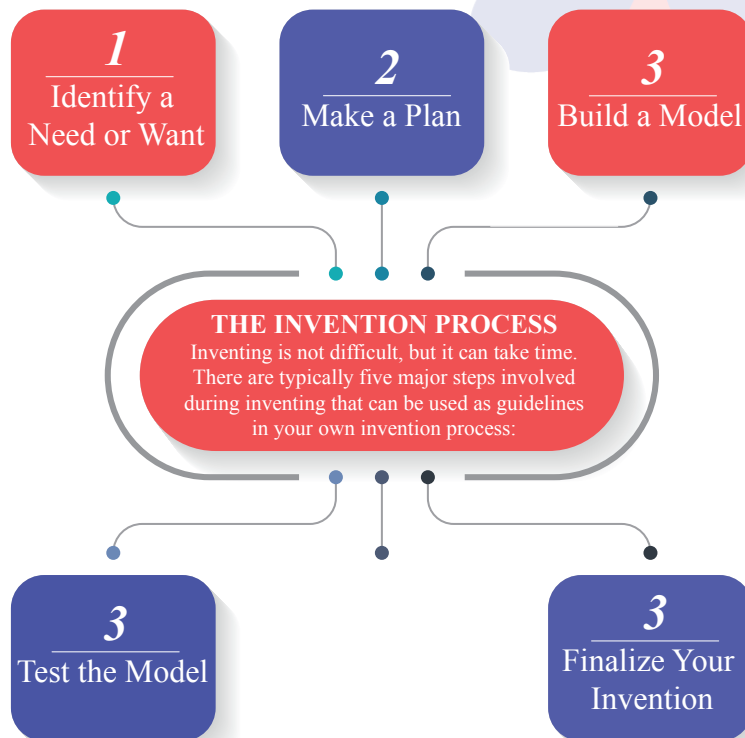 1
Identify a
Need or Want
2
Make a Plan
3
Build a Model
THE INVENTION PROCESS
Inventing is not difficult, but it can take time.
There are typically five major steps involved
during inventing that can be used as guidelines
in your own invention process:
3
Test the Model
3
Finalize Your
Invention